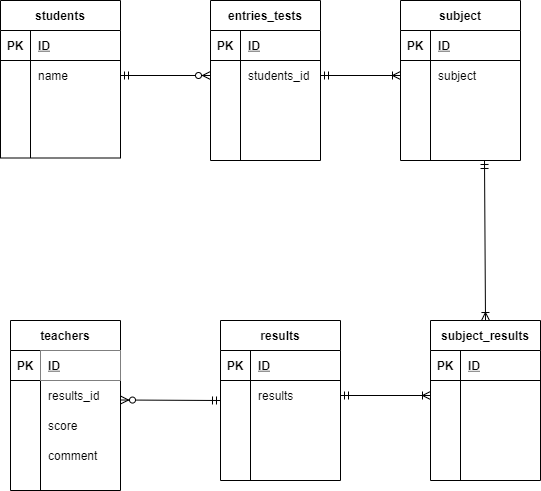 students
PK ID
name
entries_tests
PK ID
students_id
subject
PK ID
subject
teachers
PK ID
results_id
score
comment
results
PK ID
results
subject_results
PK ID